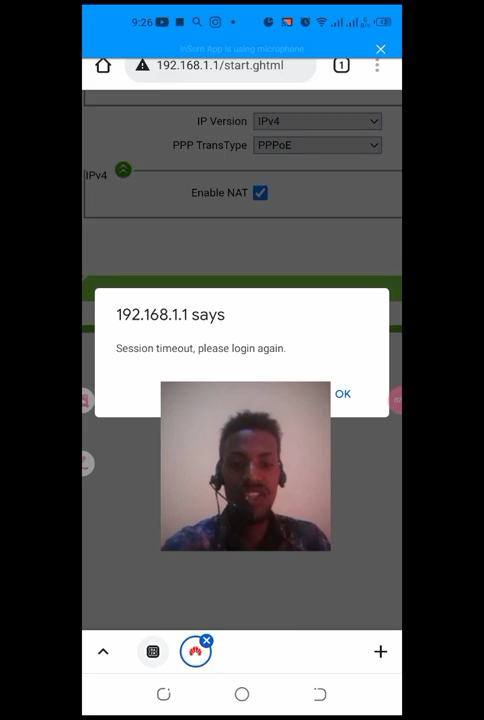 9:26
InSorn App is using microphone
192.168.1.1/start.ghtml
1
IP Version IPv4
PPP TransType PPPoE
IPv4
Enable NAT
192.168.1.1 says
Session timeout, please login again.
OK